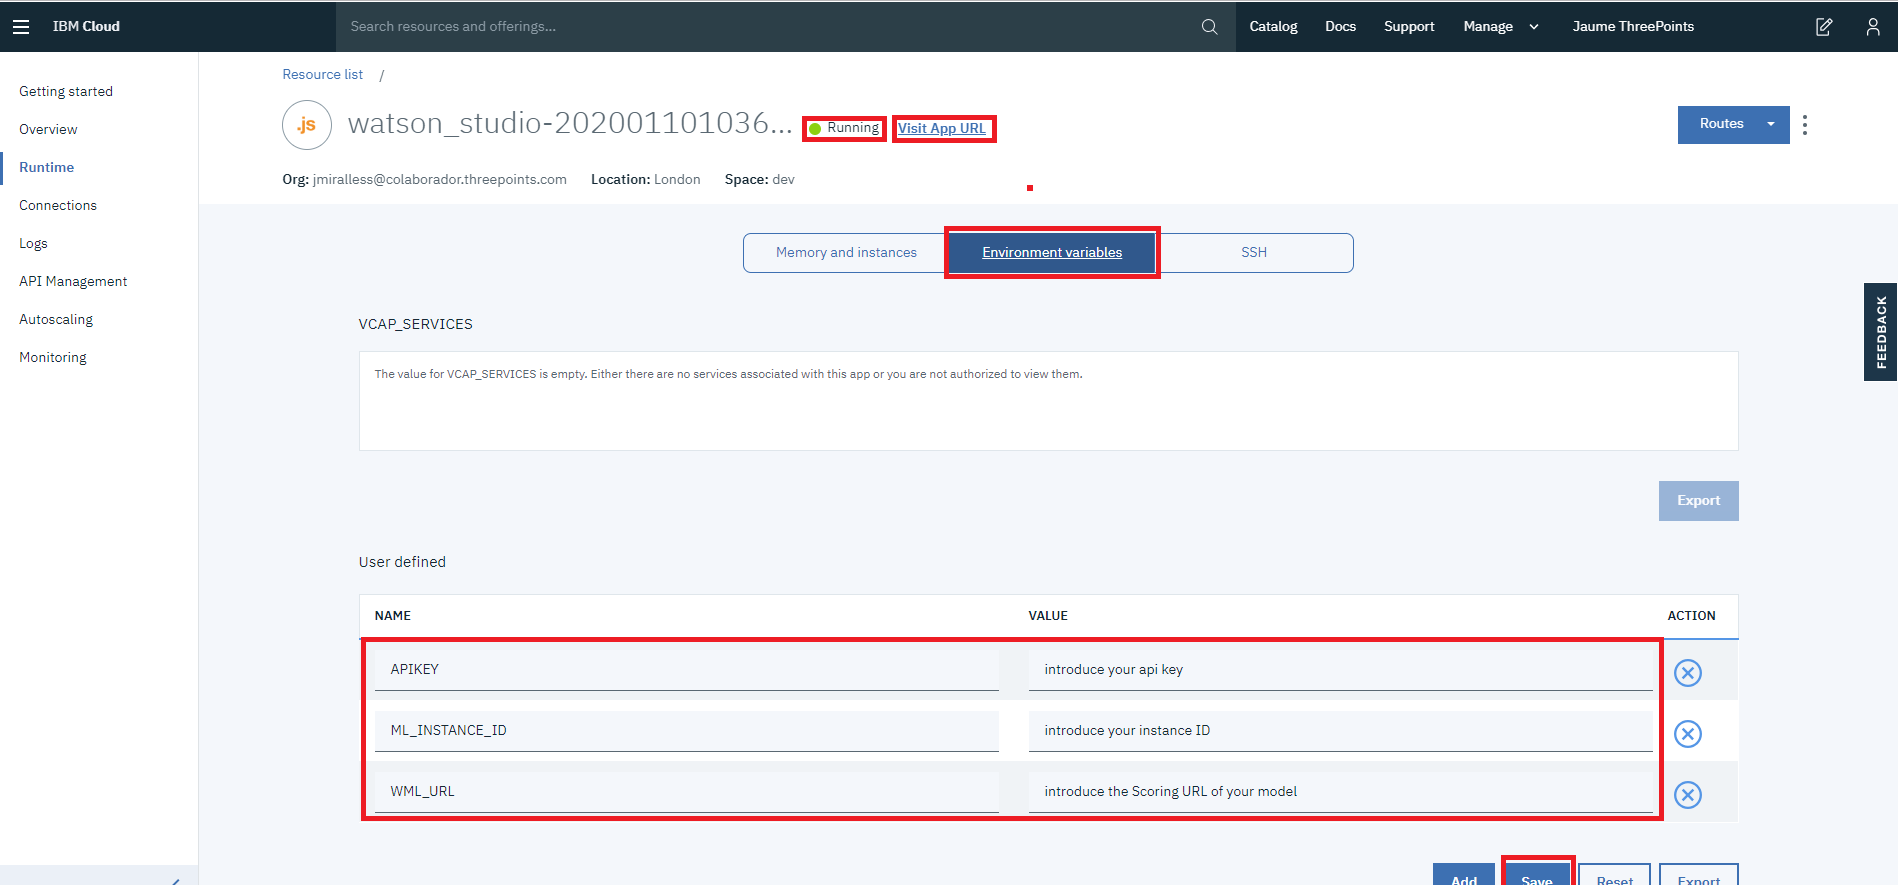 IBM Cloud
Search resources and offerings...
Catalog Docs Support Manage Jaume ThreePoints
Getting started
Overview
Runtime
Connections
Logs
API Management
Autoscaling
Monitoring
Resource list /
.js
watson_studio-202001101036...
Running
Visit App URL
Routes
Org: jmiralless@colaborador.threepoints.com Location: London Space: dev
Memory and instances Environment variables SSH
FEEDBACK
VCAP_SERVICES
The value for VCAP_SERVICES is empty. Either there are no services associated with this app or you are not authorized to view them.
Export
User defined
NAME VALUE ACTION
APIKEY introduce your api key
ML_INSTANCE_ID introduce your instance ID
WML_URL introduce the Scoring URL of your model
Add Save Reset Export